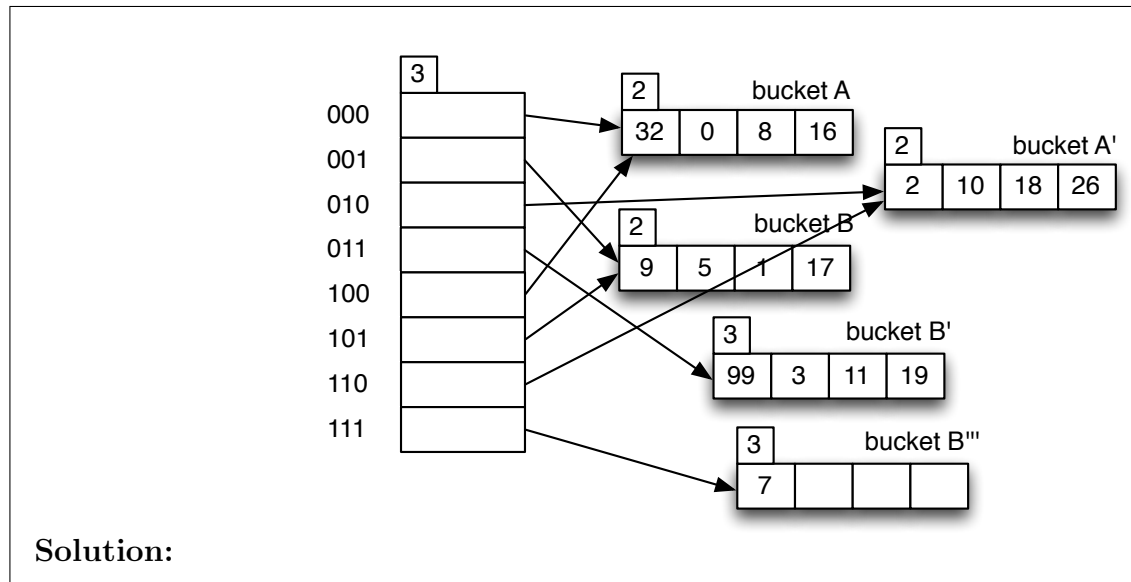 3
000
001
010
011
100
101
110
111
2 bucket A
32 0 8 16
2 bucket A'
2 10 18 26
2 bucket B
9 5 1 17
3 bucket B'
99 3 11 19
3 bucket B'''
7
Solution: